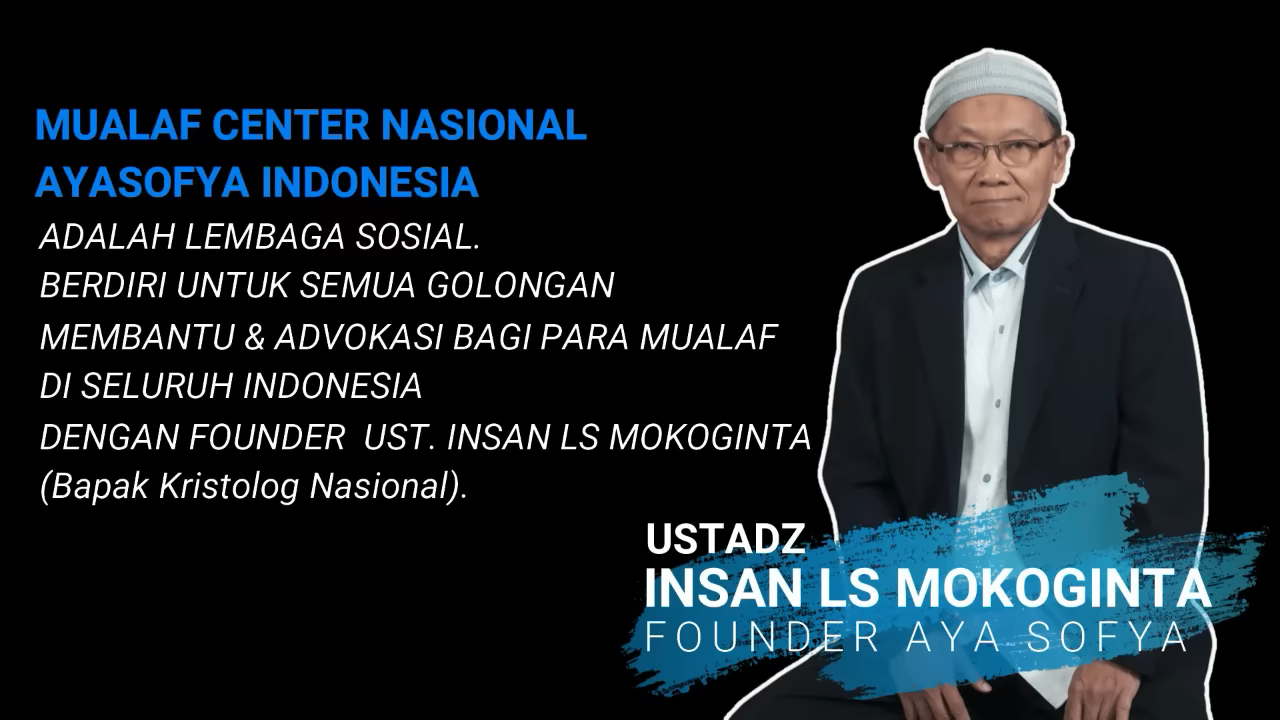 MUALAF CENTER NASIONAL
AYASOFYA INDONESIA
ADALAH LEMBAGA SOSIAL.
BERDIRI UNTUK SEMUA GOLONGAN
MEMBANTU & ADVOKASI BAGI PARA MUALAF
DI SELURUH INDONESIA
DENGAN FOUNDER UST. INSAN LS MOKOGINTA
(Bapak Kristolog Nasional).
USTADZ
INSAN LS MOKOGINTA
FOUNDER AYA SOFYA